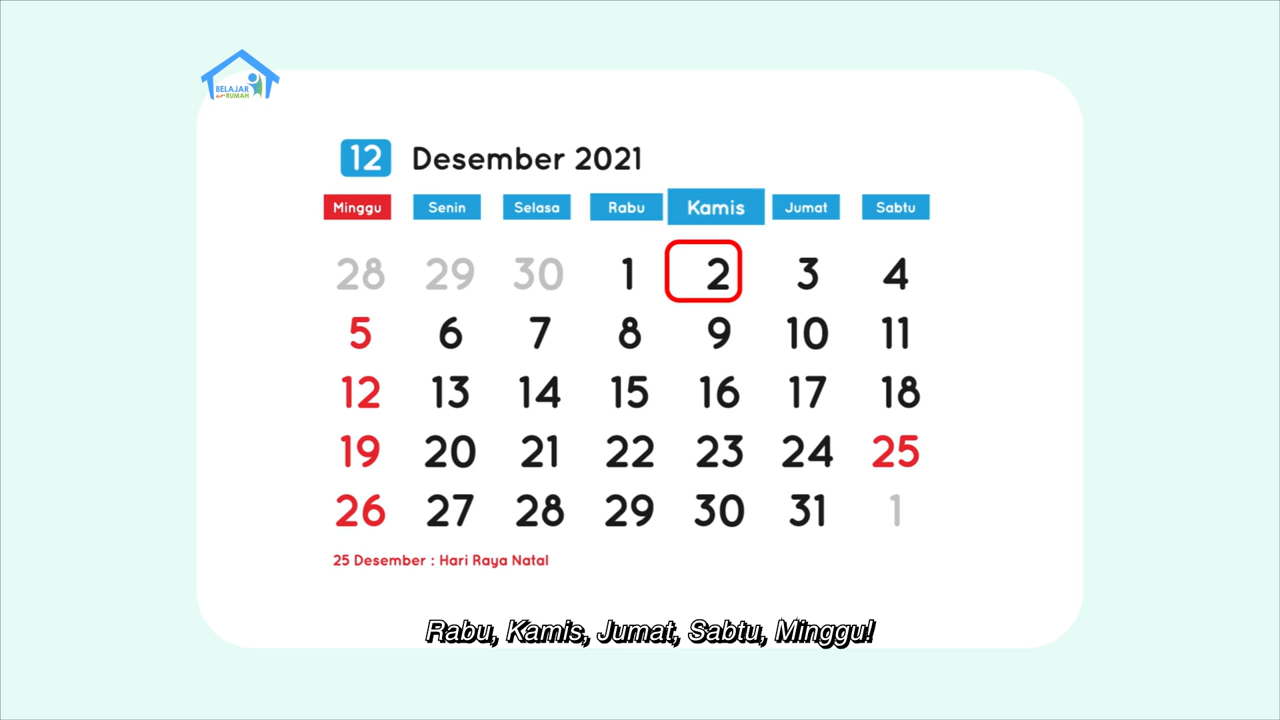 BELAJAR
dari RUMAH
12 Desember 2021
Minggu Senin Selasa Rabu Kamis Jumat Sabtu
28 29 30 1 2 3 4
5 6 7 8 9 10 11
12 13 14 15 16 17 18
19 20 21 22 23 24 25
26 27 28 29 30 31 1
25 Desember : Hari Raya Natal
Rabu, Kamis, Jumat, Sabtu, Minggu!